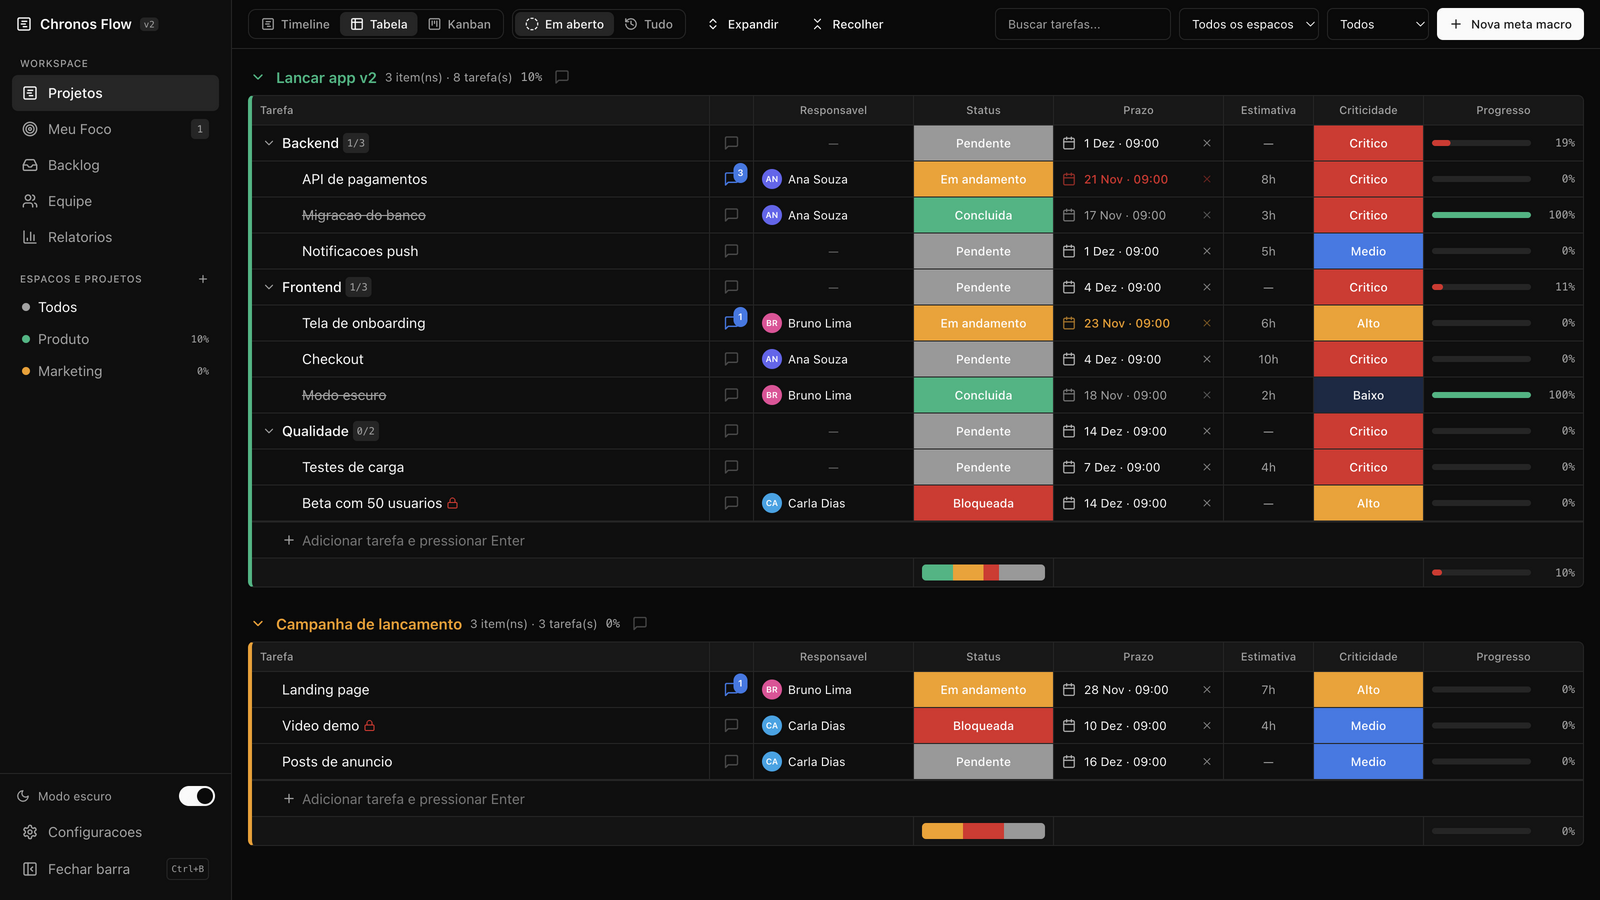 Chronos Flow v2
WORKSPACE
Projetos
Meu Foco 1
Backlog
Equipe
Relatorios
ESPACOS E PROJETOS +
Todos
Produto 10%
Marketing 0%
Modo escuro
Configuracoes
Fechar barra Ctrl+B
Timeline Tabela Kanban Em aberto Tudo Expandir Recolher Buscar tarefas... Todos os espacos Todos + Nova meta macro
Lancar app v2 3 item(ns) · 8 tarefa(s) 10%
Tarefa Responsavel Status Prazo Estimativa Criticidade Progresso
Backend 1/3 — Pendente 1 Dez · 09:00 × — Critico 19%
API de pagamentos 3 AN Ana Souza Em andamento 21 Nov · 09:00 × 8h Critico 0%
Migracao do banco AN Ana Souza Concluida 17 Nov · 09:00 × 3h Critico 100%
Notificacoes push — Pendente 1 Dez · 09:00 × 5h Medio 0%
Frontend 1/3 — Pendente 4 Dez · 09:00 × — Critico 11%
Tela de onboarding 1 BR Bruno Lima Em andamento 23 Nov · 09:00 × 6h Alto 0%
Checkout AN Ana Souza Pendente 4 Dez · 09:00 × 10h Critico 0%
Modo escuro BR Bruno Lima Concluida 18 Nov · 09:00 × 2h Baixo 100%
Qualidade 0/2 — Pendente 14 Dez · 09:00 × — Critico 0%
Testes de carga — Pendente 7 Dez · 09:00 × 4h Critico 0%
Beta com 50 usuarios CA Carla Dias Bloqueada 14 Dez · 09:00 × — Alto 0%
+ Adicionar tarefa e pressionar Enter
10%
Campanha de lancamento 3 item(ns) · 3 tarefa(s) 0%
Tarefa Responsavel Status Prazo Estimativa Criticidade Progresso
Landing page 1 BR Bruno Lima Em andamento 28 Nov · 09:00 × 7h Alto 0%
Video demo CA Carla Dias Bloqueada 10 Dez · 09:00 × 4h Medio 0%
Posts de anuncio CA Carla Dias Pendente 16 Dez · 09:00 × — Medio 0%
+ Adicionar tarefa e pressionar Enter
0%